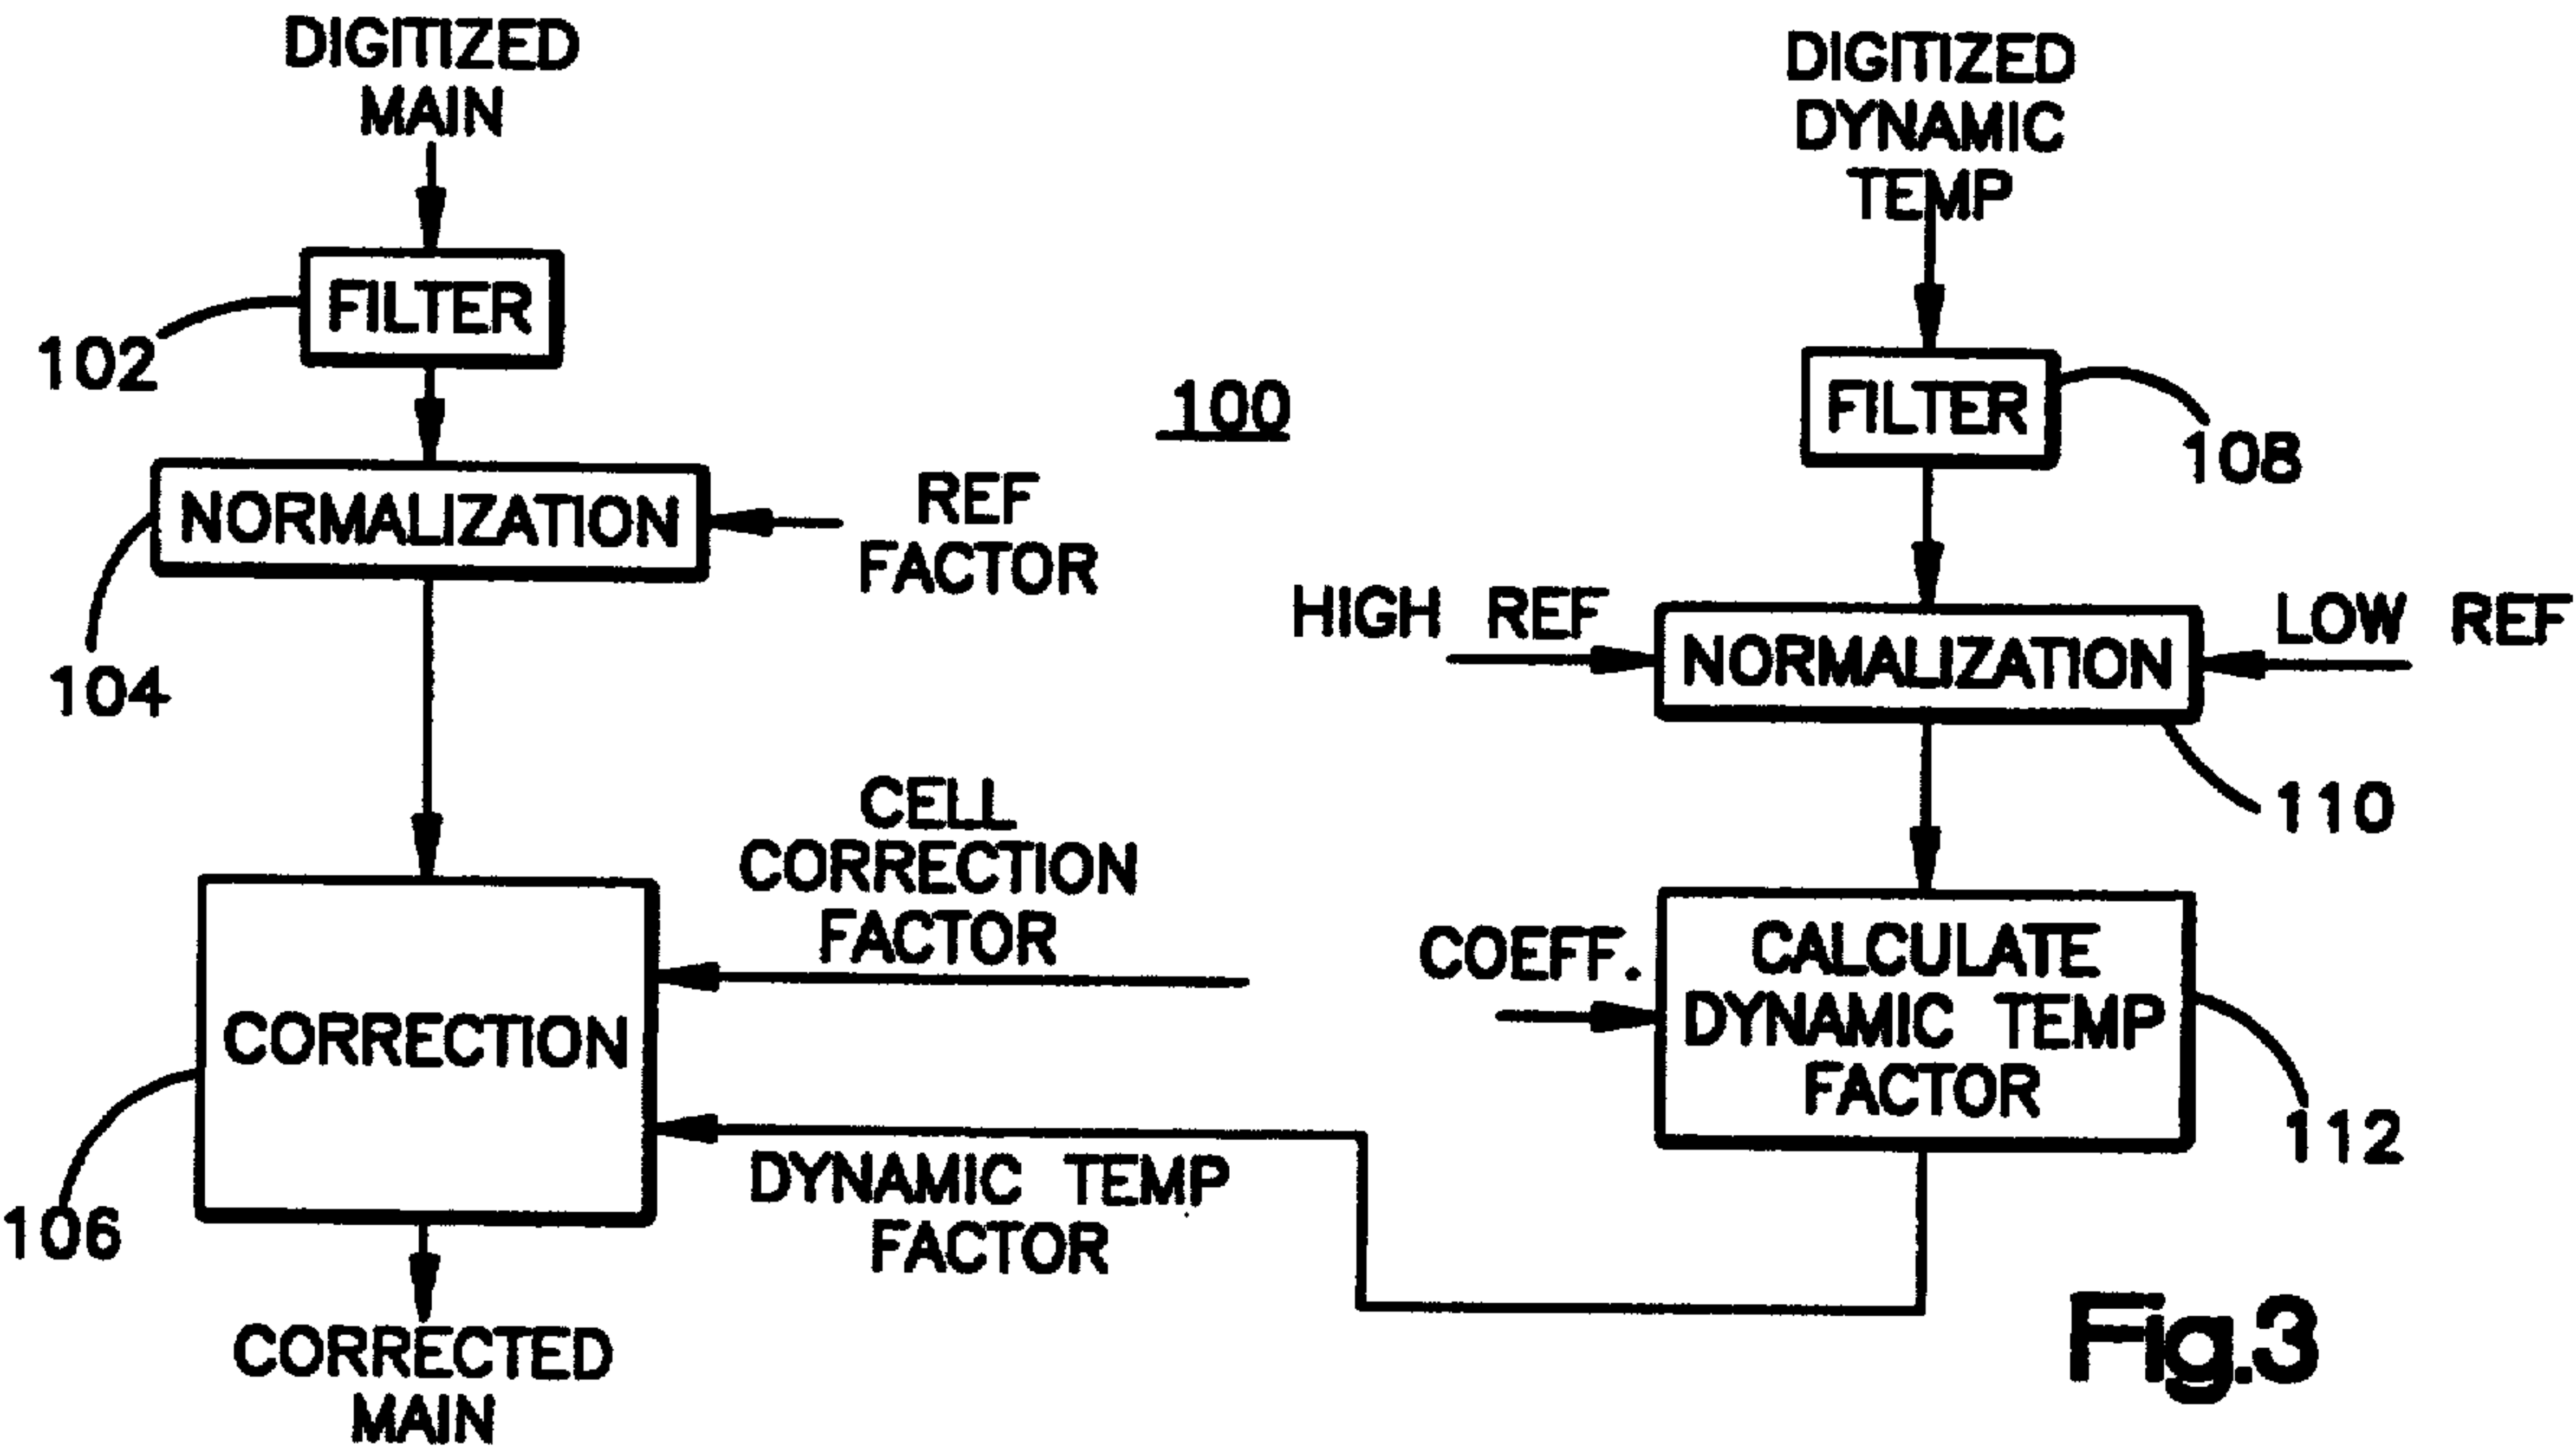 DIGITIZED
MAIN
FILTER
102
NORMALIZATION
REF
FACTOR
104
CELL
CORRECTION
FACTOR
CORRECTION
106
DYNAMIC TEMP
FACTOR
CORRECTED
MAIN
100
DIGITIZED
DYNAMIC
TEMP
FILTER
108
HIGH REF
NORMALIZATION
LOW REF
110
COEFF.
CALCULATE
DYNAMIC TEMP
FACTOR
112
Fig.3